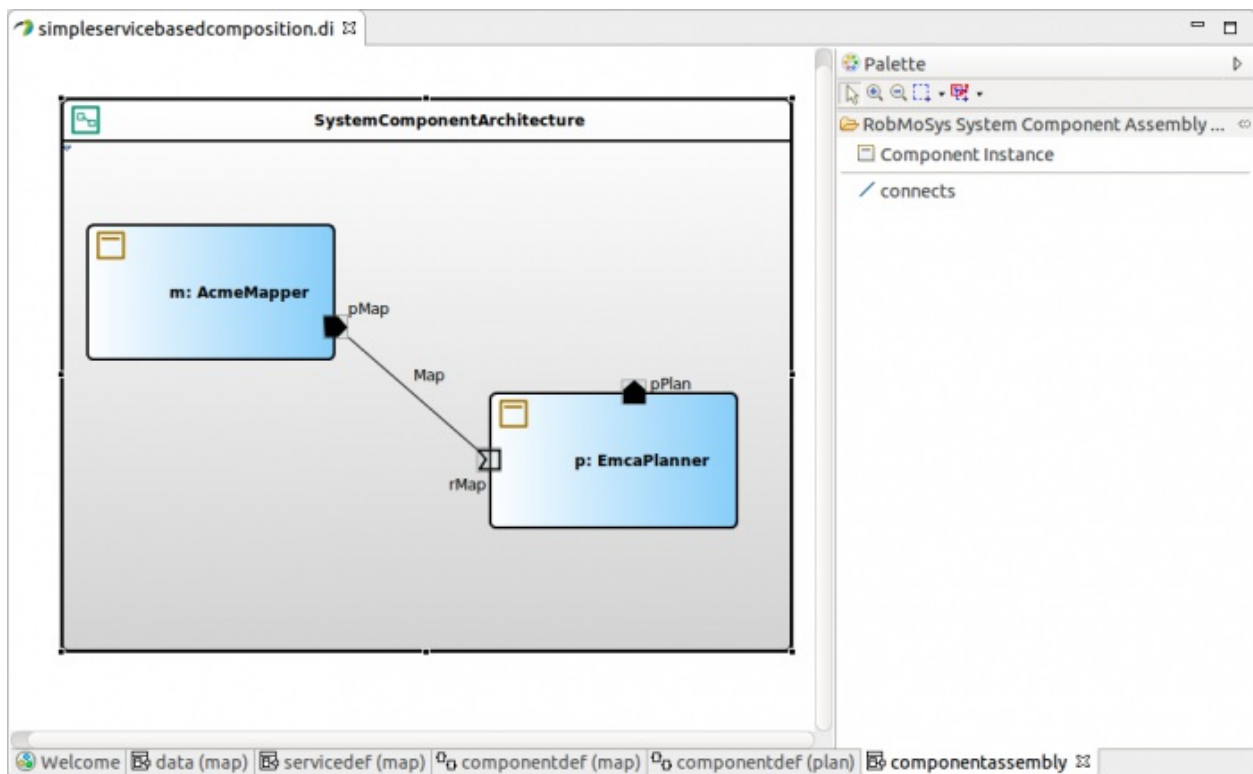 simpleservicebasedcomposition.di
Palette
SystemComponentArchitecture
RobMoSys System Component Assembly ...
Component Instance
connects
m: AcmeMapper
pMap
Map
pPlan
p: EmcaPlanner
rMap
Welcome data (map) servicedef (map) componentdef (map) componentdef (plan) componentassembly